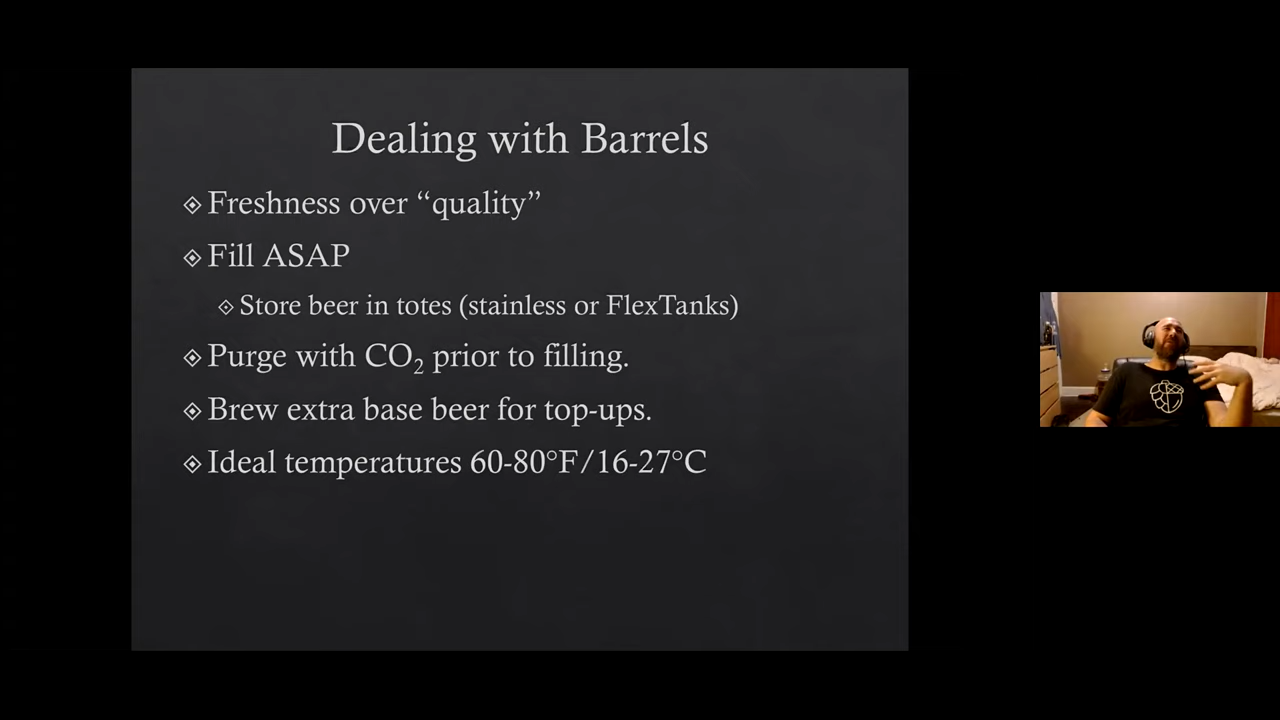 Dealing with Barrels
Freshness over “quality”
Fill ASAP
Store beer in totes (stainless or FlexTanks)
Purge with CO₂ prior to filling.
Brew extra base beer for top-ups.
Ideal temperatures 60-80°F/16-27°C